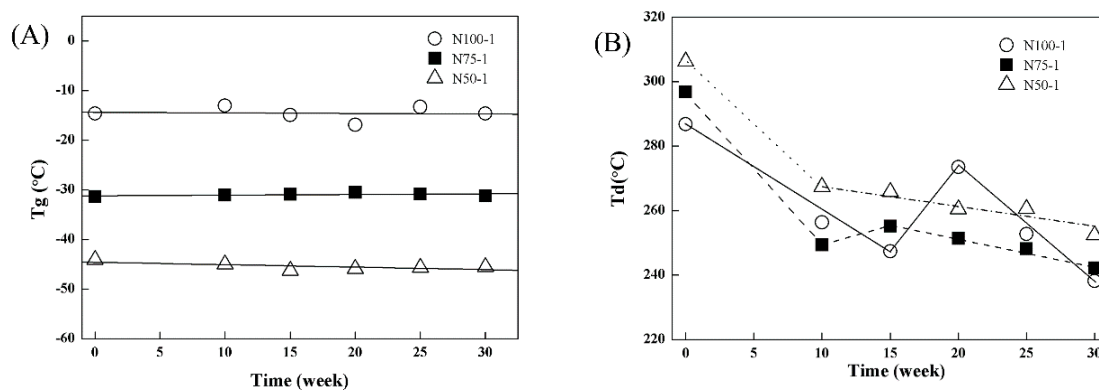 (A)
0
-10
-20
-30
-40
-50
-60
Tg (°C)
N100-1
N75-1
N50-1
0 5 10 15 20 25 30
Time (week)
(B)
320
300
280
260
240
220
Td(°C)
N100-1
N75-1
N50-1
0 5 10 15 20 25 30
Time (week)